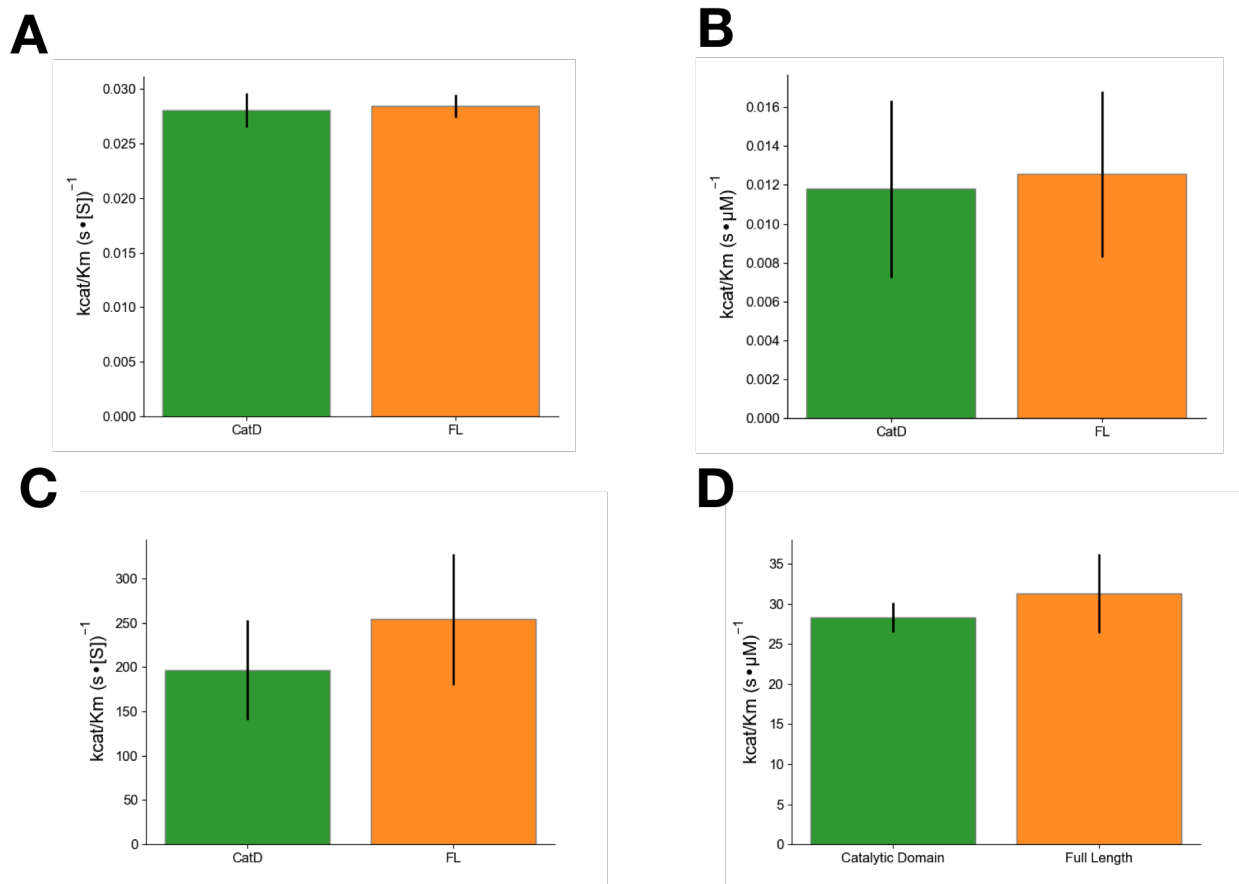 A
kcat/Km (s•[S])⁻¹
0.030
0.025
0.020
0.015
0.010
0.005
0.000
CatD FL
B
kcat/Km (s•µM)⁻¹
0.016
0.014
0.012
0.010
0.008
0.006
0.004
0.002
0.000
CatD FL
C
kcat/Km (s•[S])⁻¹
300
250
200
150
100
50
0
CatD FL
D
kcat/Km (s•µM)⁻¹
35
30
25
20
15
10
5
0
Catalytic Domain Full Length